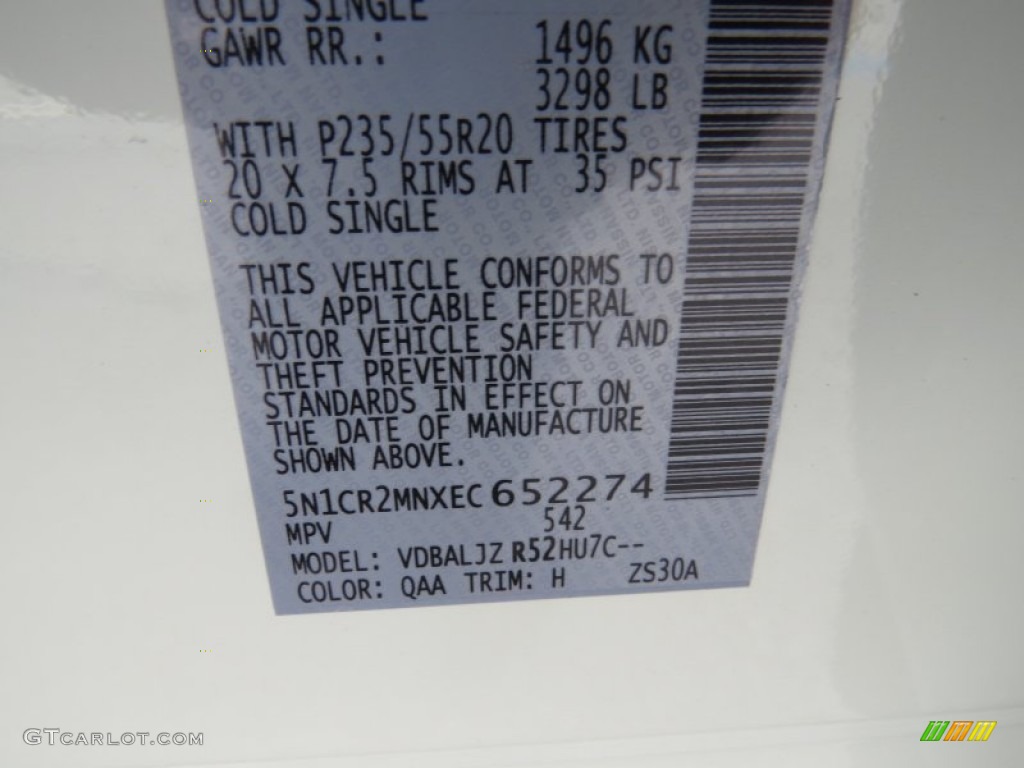 COLD SINGLE
GAWR RR.: 1496 KG
3298 LB
WITH P235/55R20 TIRES
20 X 7.5 RIMS AT 35 PSI
COLD SINGLE
THIS VEHICLE CONFORMS TO
ALL APPLICABLE FEDERAL
MOTOR VEHICLE SAFETY AND
THEFT PREVENTION
STANDARDS IN EFFECT ON
THE DATE OF MANUFACTURE
SHOWN ABOVE.
5N1CR2MNXEC652274
MPV 542
MODEL: VDBALJZ R52HU7C--
COLOR: QAA TRIM: H ZS30A
GTCARLOT.COM